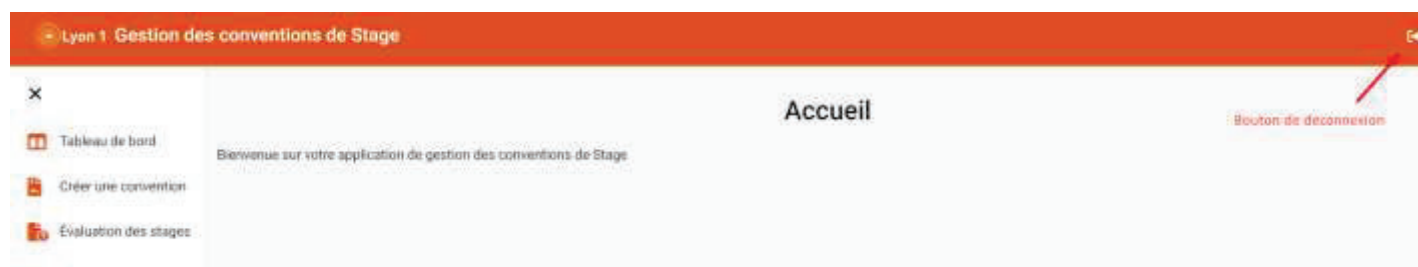 Lyon 1 Gestion des conventions de Stage
Accueil
Bouton de déconnexion
Tableau de bord
Bienvenue sur votre application de gestion des conventions de Stage
Créer une convention
Évaluation des stages